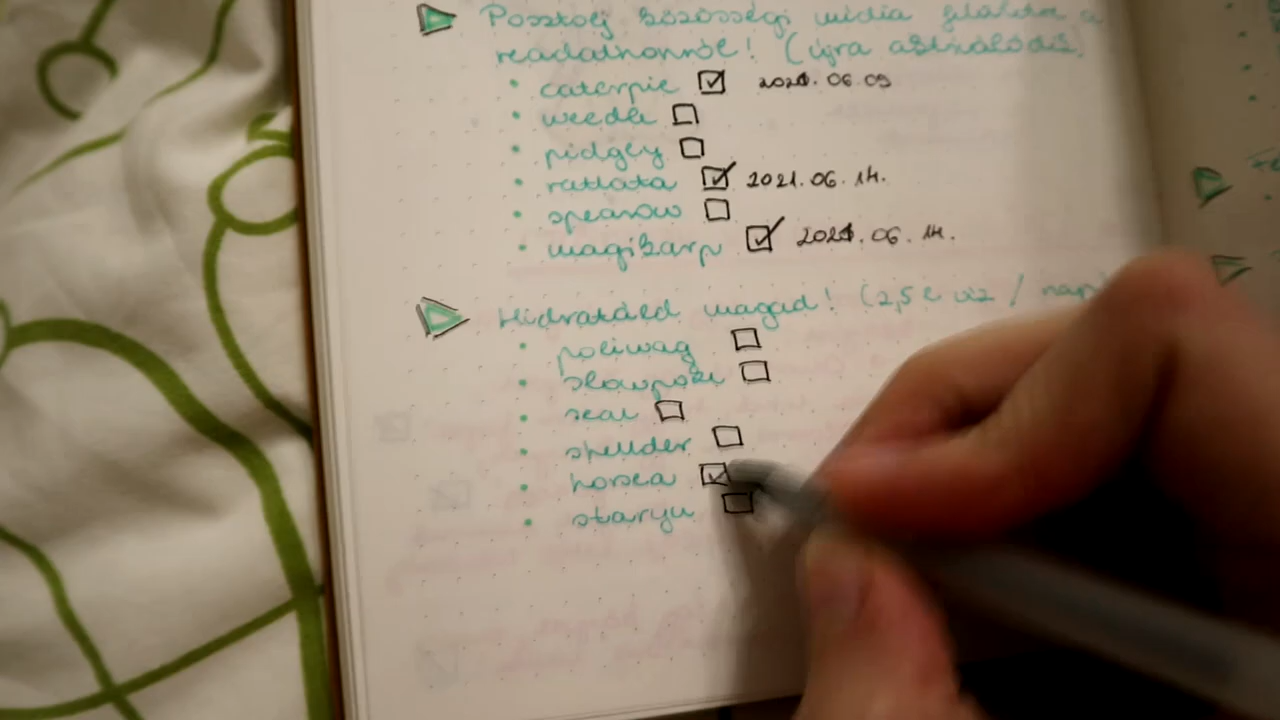 Posztolj közösségi média felületre a
readathonról! (újra aktiválódik)
caterpie ☑ 2021.06.09
weedle ☐
pidgey ☐
rattata ☑ 2021.06.14.
spearow ☐
magikarp ☑ 2021.06.14.
Hidratáld magad! (2,5 l víz / nap)
poliwag ☐
slowpoke ☐
seal ☐
shellder ☐
horsea ☑
staryu ☐